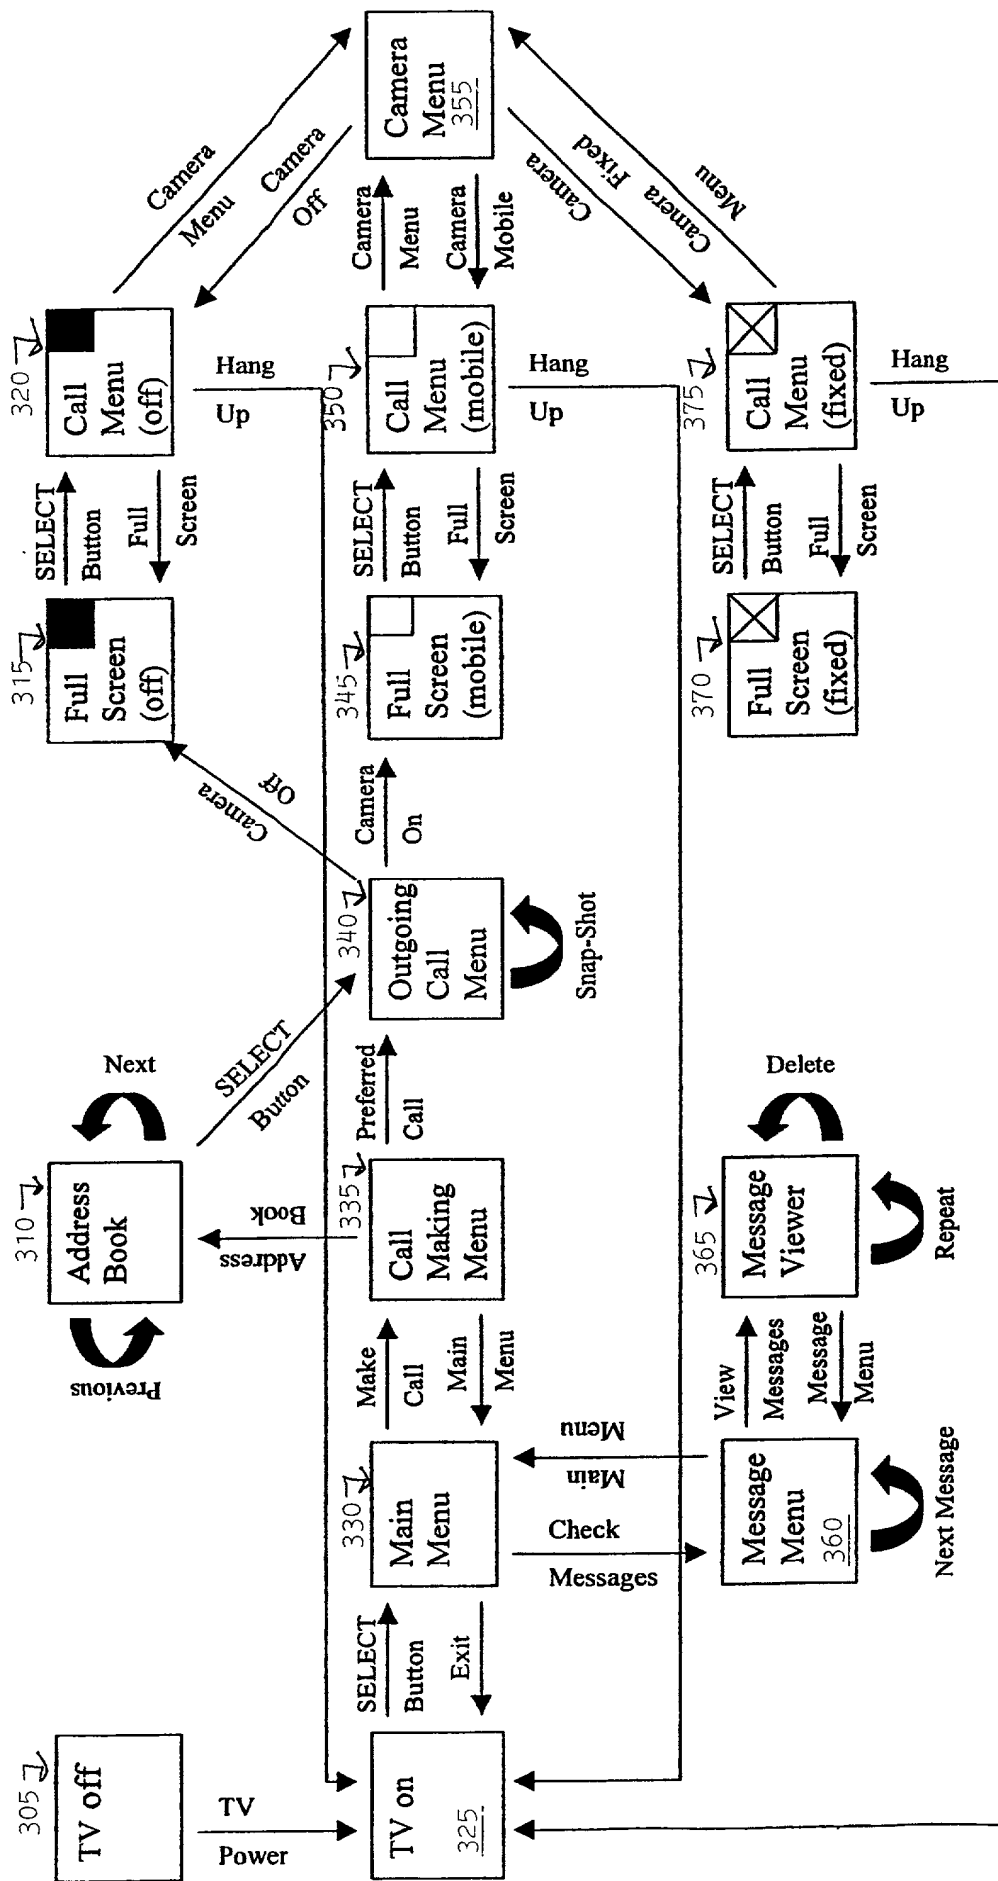 305
TV off
TV
Power
TV on
325
SELECT
Button
Exit
330
Main
Menu
Check
Messages
Main
Menu
Make
Call
Main
Menu
Previous
310
Address
Book
Next
Address
Book
335
Call
Making
Menu
SELECT
Button
Preferred
Call
340
Outgoing
Call
Menu
Snap-Shot
Camera
Off
Camera
On
315
Full
Screen
(off)
SELECT
Button
Full
Screen
320
Call
Menu
(off)
Hang
Up
345
Full
Screen
(mobile)
SELECT
Button
Full
Screen
350
Call
Menu
(mobile)
Hang
Up
Camera
Menu
Camera
Off
Camera
Menu
Camera
Mobile
Camera
Menu
355
Camera
Fixed
Camera
Menu
Message
Menu
360
Next Message
View
Messages
Message
Menu
365
Message
Viewer
Delete
Repeat
370
Full
Screen
(fixed)
SELECT
Button
Full
Screen
375
Call
Menu
(fixed)
Hang
Up